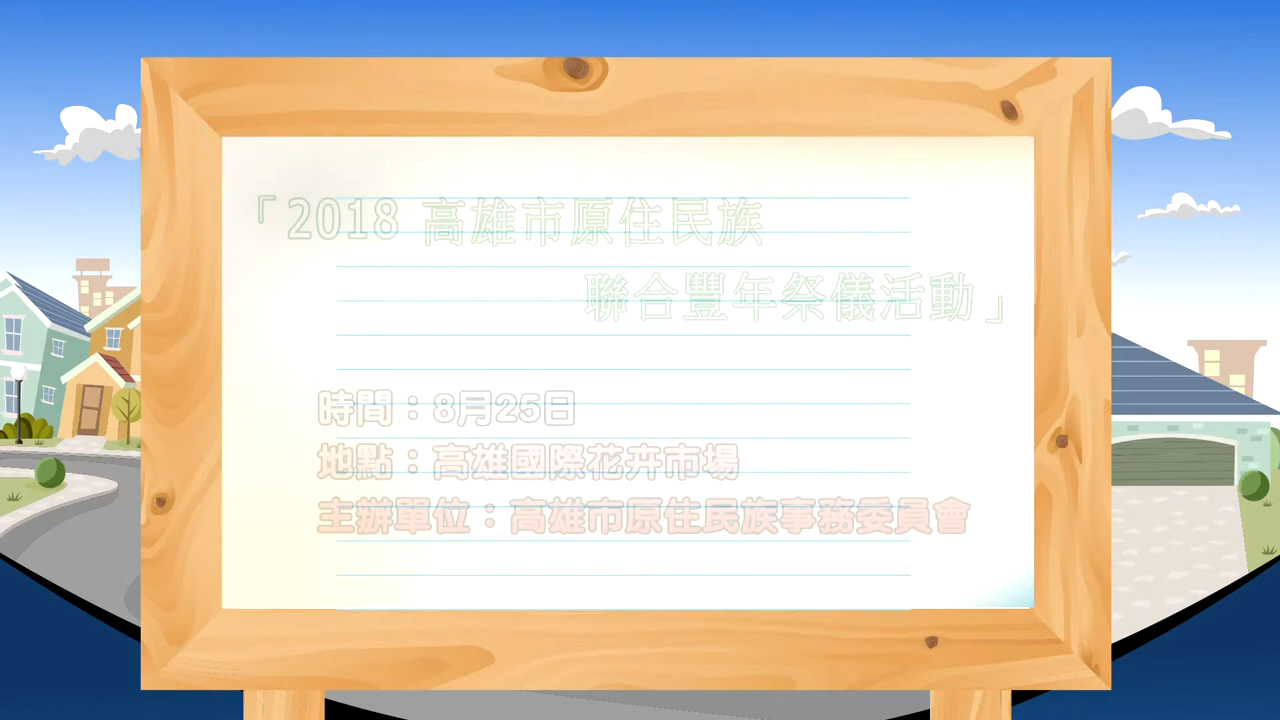 「2018 高雄市原住民族
聯合豐年祭儀活動」
時間：8月25日
地點：高雄國際花卉市場
主辦單位：高雄市原住民族事務委員會